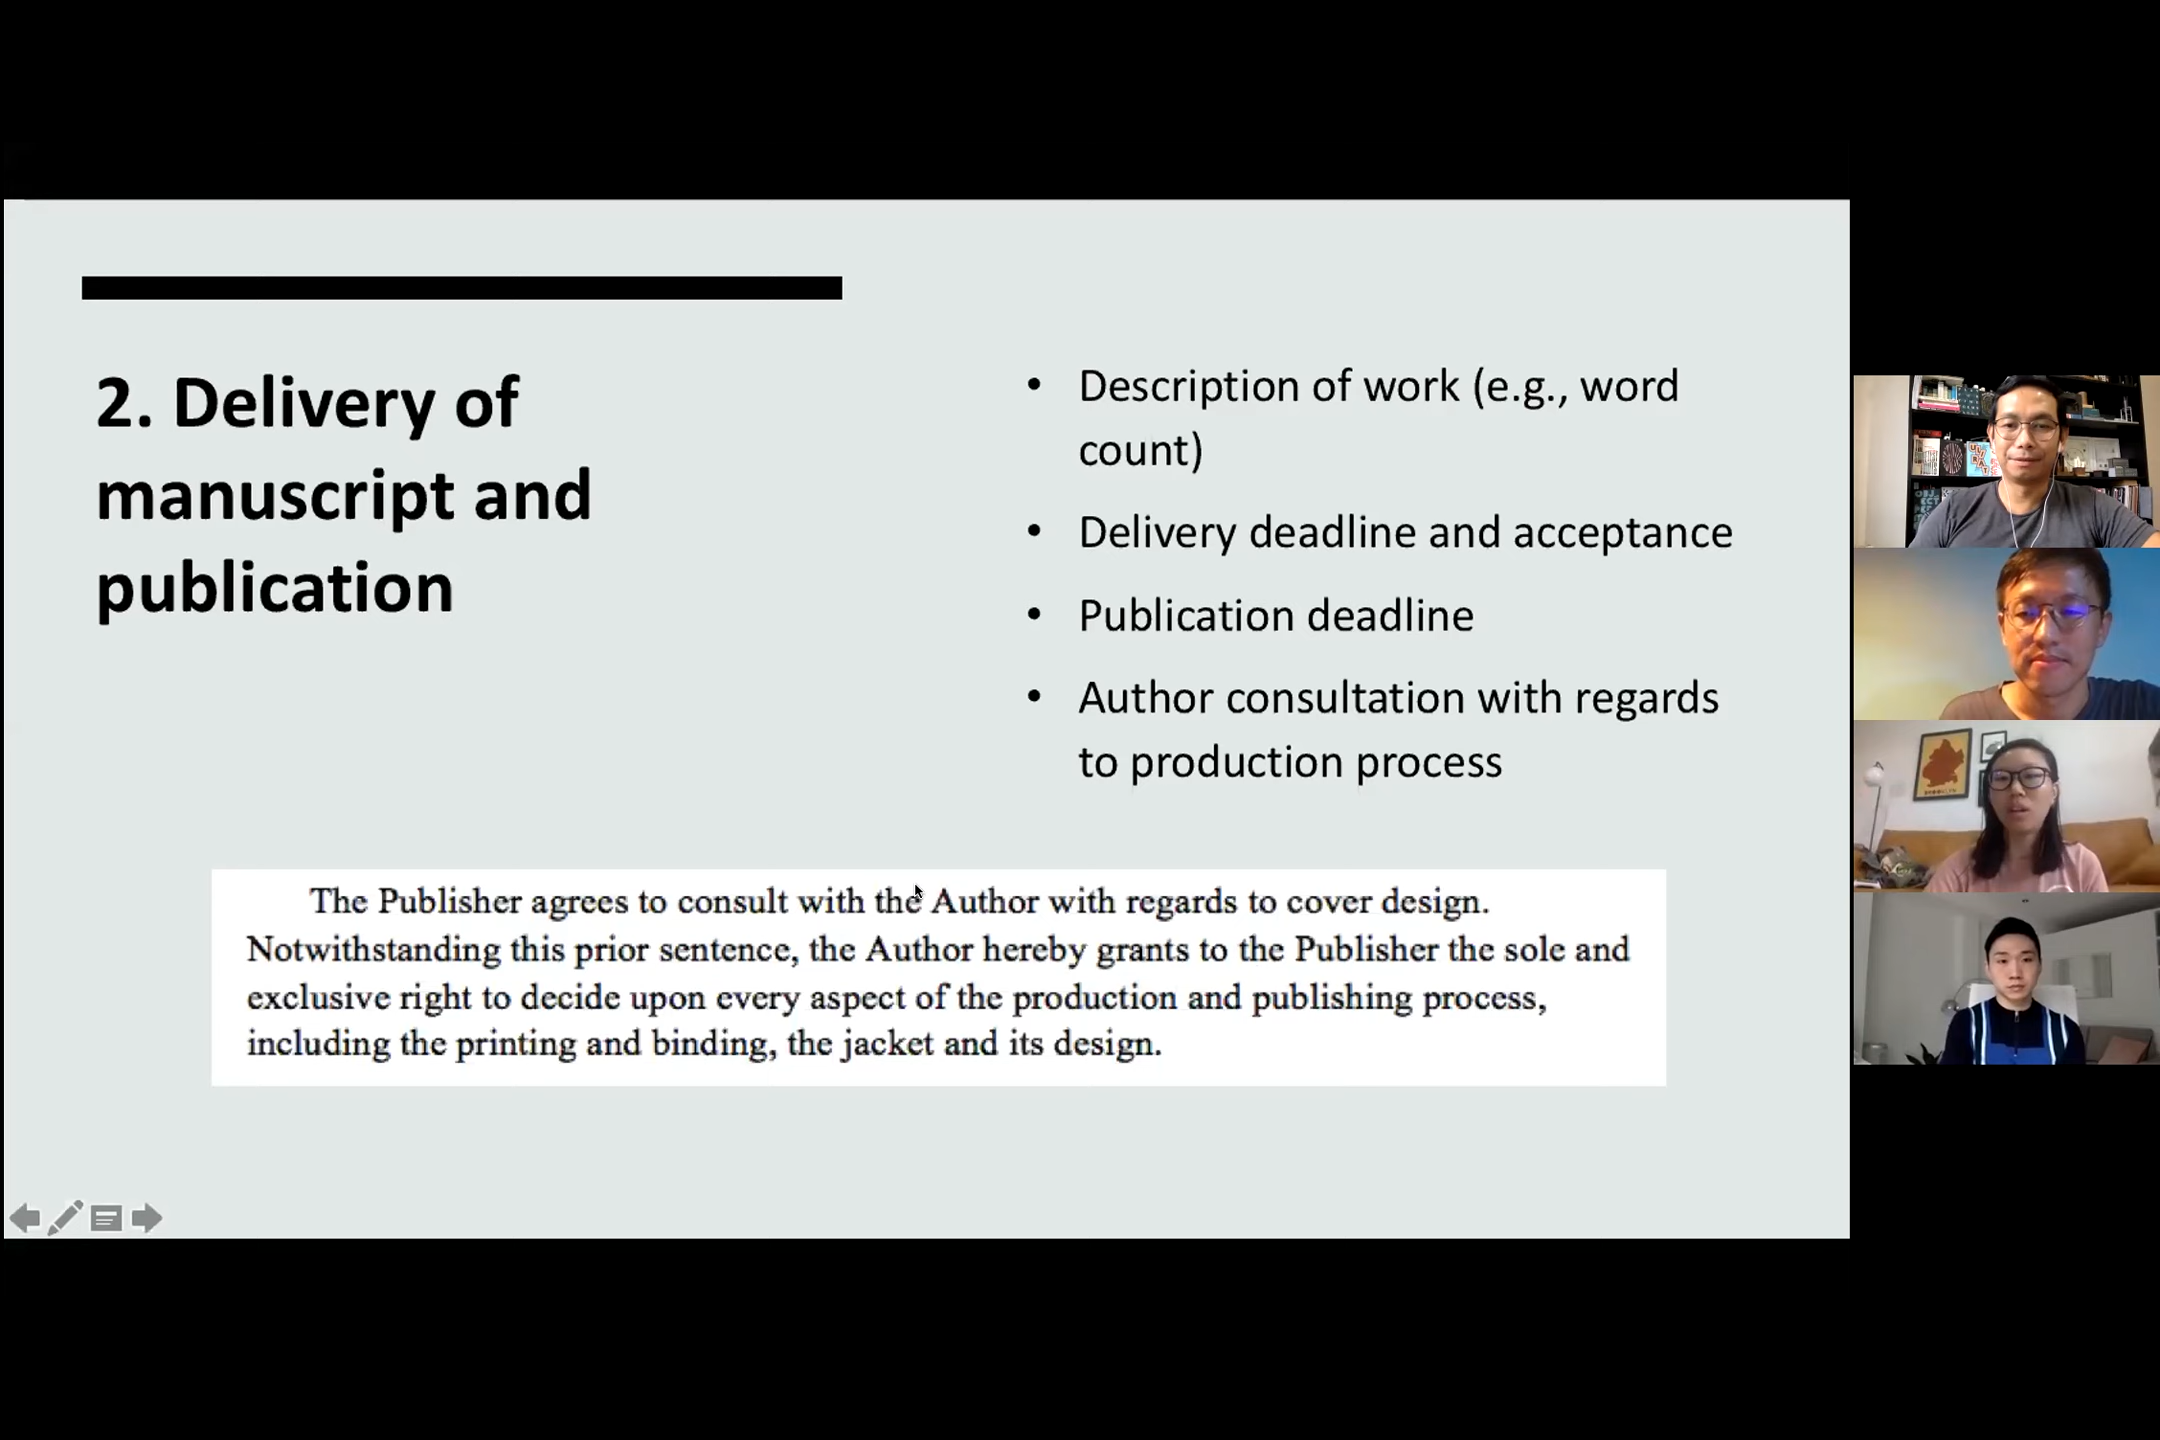 2. Delivery of
manuscript and
publication
• Description of work (e.g., word
count)
• Delivery deadline and acceptance
• Publication deadline
• Author consultation with regards
to production process
The Publisher agrees to consult with the Author with regards to cover design.
Notwithstanding this prior sentence, the Author hereby grants to the Publisher the sole and
exclusive right to decide upon every aspect of the production and publishing process,
including the printing and binding, the jacket and its design.